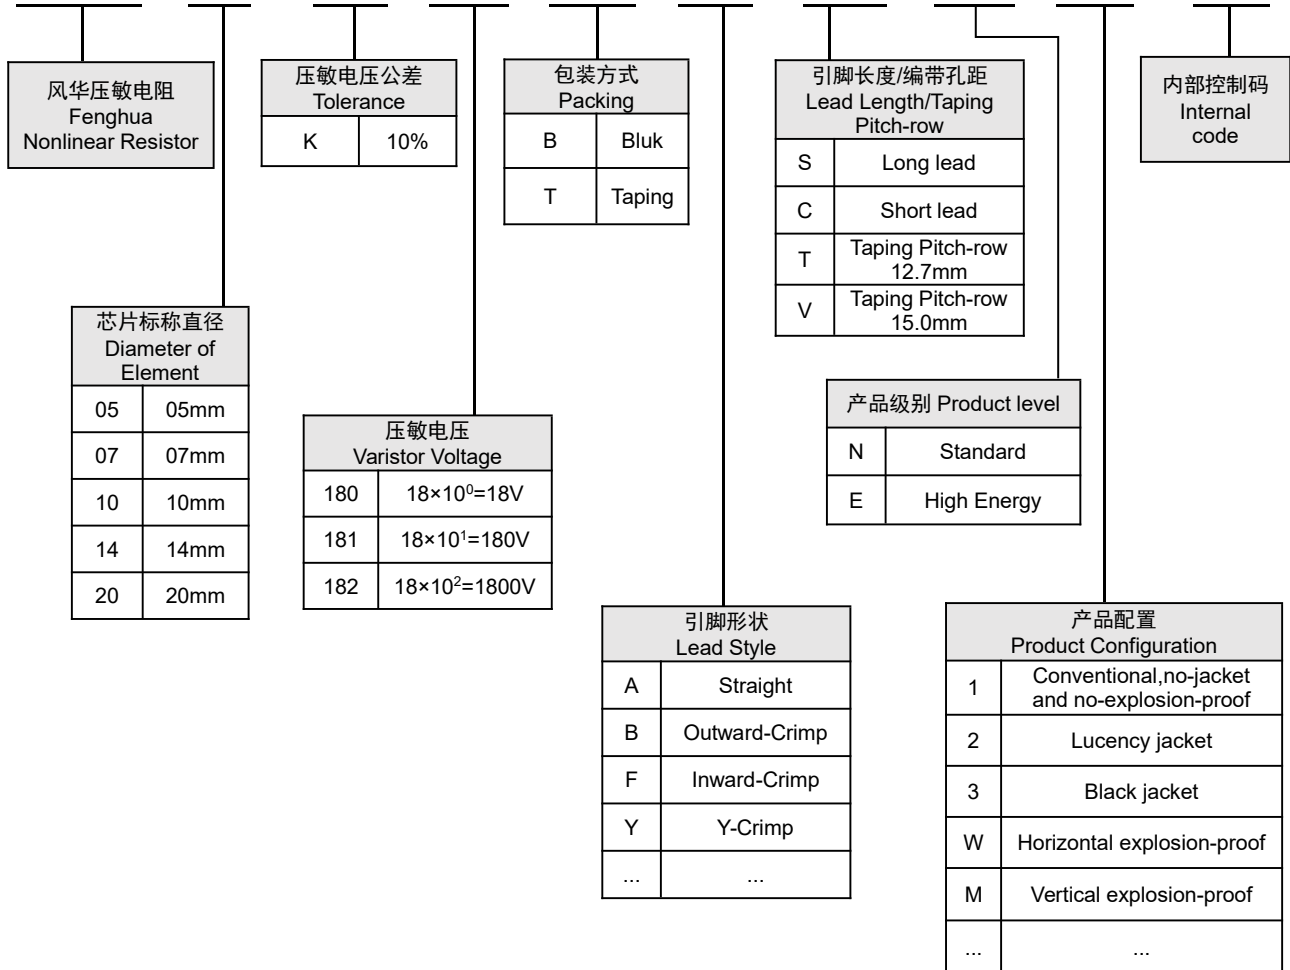 风华压敏电阻
Fenghua
Nonlinear Resistor
压敏电压公差
Tolerance
K 10%
包装方式
Packing
B Bluk
T Taping
引脚长度/编带孔距
Lead Length/Taping
Pitch-row
S Long lead
C Short lead
T Taping Pitch-row
12.7mm
V Taping Pitch-row
15.0mm
内部控制码
Internal
code
芯片标称直径
Diameter of
Element
05 05mm
07 07mm
10 10mm
14 14mm
20 20mm
压敏电压
Varistor Voltage
180 18×10⁰=18V
181 18×10¹=180V
182 18×10²=1800V
产品级别 Product level
N Standard
E High Energy
引脚形状
Lead Style
A Straight
B Outward-Crimp
F Inward-Crimp
Y Y-Crimp
... ...
产品配置
Product Configuration
1 Conventional,no-jacket
and no-explosion-proof
2 Lucency jacket
3 Black jacket
W Horizontal explosion-proof
M Vertical explosion-proof
... ...